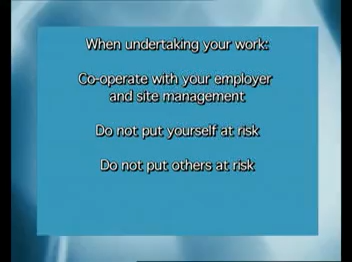 When undertaking your work:
Co-operate with your employer
and site management
Do not put yourself at risk
Do not put others at risk